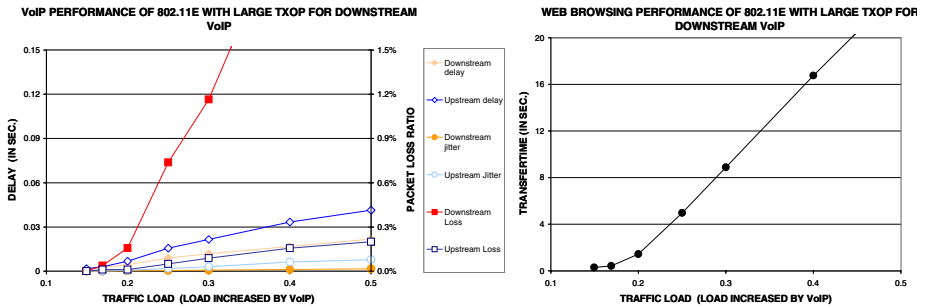 VoIP PERFORMANCE OF 802.11E WITH LARGE TXOP FOR DOWNSTREAM
VoIP
0.15
0.12
0.09
0.06
0.03
0
DELAY (IN SEC.)
1.5%
1.2%
0.9%
0.6%
0.3%
0.0%
PACKET LOSS RATIO
0.1
0.2
0.3
0.4
0.5
TRAFFIC LOAD (LOAD INCREASED BY VoIP)
Downstream
delay
Upstream delay
Downstream
jitter
Upstream Jitter
Downstream
Loss
Upstream Loss
WEB BROWSING PERFORMANCE OF 802.11E WITH LARGE TXOP FOR
DOWNSTREAM VoIP
20
16
12
8
4
0
TRANSFERTIME (IN SEC.)
0.1
0.2
0.3
0.4
0.5
TRAFFIC LOAD (LOAD INCREASED BY VoIP)